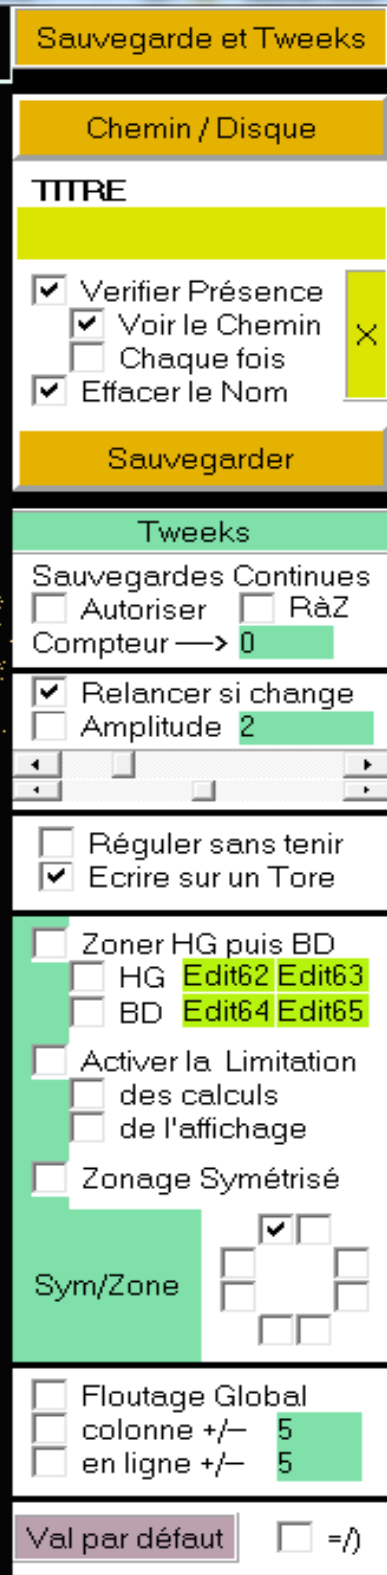 Sauvegarde et Tweeks
Chemin / Disque
TITRE
Verifier Présence
Voir le Chemin
X
Chaque fois
Effacer le Nom
Sauvegarder
Tweeks
Sauvegardes Continues
Autoriser RàZ
Compteur ---> 0
Relancer si change
Amplitude 2
Réguler sans tenir
Ecrire sur un Tore
Zoner HG puis BD
HG Edit62 Edit63
BD Edit64 Edit65
Activer la Limitation
des calculs
de l'affichage
Zonage Symétrisé
Sym/Zone
Floutage Global
colonne +/-- 5
en ligne +/-- 5
Val par défaut =/)